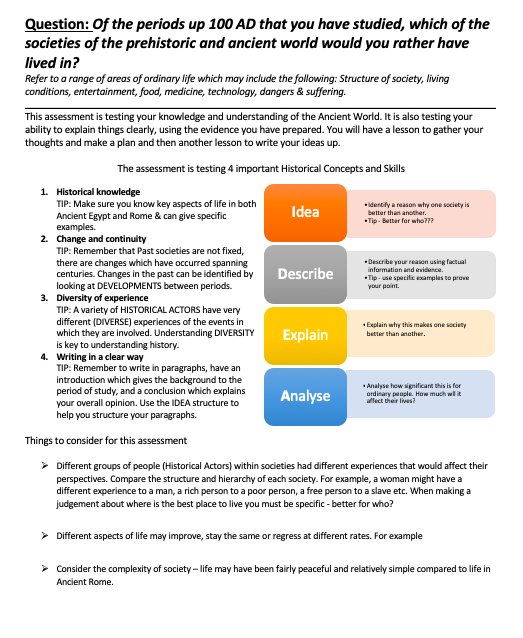 Question: Of the periods up 100 AD that you have studied, which of the
societies of the prehistoric and ancient world would you rather have
lived in?
Refer to a range of areas of ordinary life which may include the following: Structure of society, living
conditions, entertainment, food, medicine, technology, dangers & suffering.
This assessment is testing your knowledge and understanding of the Ancient World. It is also testing your
ability to explain things clearly, using the evidence you have prepared. You will have a lesson to gather your
thoughts and make a plan and then another lesson to write your ideas up.
The assessment is testing 4 important Historical Concepts and Skills
1. Historical knowledge
TIP: Make sure you know key aspects of life in both
Ancient Egypt and Rome & can give specific
examples.
2. Change and continuity
TIP: Remember that Past societies are not fixed,
there are changes which have occurred spanning
centuries. Changes in the past can be identified by
looking at DEVELOPMENTS between periods.
3. Diversity of experience
TIP: A variety of HISTORICAL ACTORS have very
different (DIVERSE) experiences of the events in
which they are involved. Understanding DIVERSITY
is key to understanding history.
4. Writing in a clear way
TIP: Remember to write in paragraphs, have an
introduction which gives the background to the
period of study, and a conclusion which explains
your overall opinion. Use the IDEA structure to
help you structure your paragraphs.
Idea
•Identify a reason why one society is
better than another.
•Tip - Better for who???
Describe
•Describe your reason using factual
information and evidence.
•Tip - use specific examples to prove
your point.
Explain
•Explain why this makes one society
better than another.
Analyse
•Analyse how significant this is for
ordinary people. How much will it
affect their lives?
Things to consider for this assessment
➢ Different groups of people (Historical Actors) within societies had different experiences that would affect their
perspectives. Compare the structure and hierarchy of each society. For example, a woman might have a
different experience to a man, a rich person to a poor person, a free person to a slave etc. When making a
judgement about where is the best place to live you must be specific - better for who?
➢ Different aspects of life may improve, stay the same or regress at different rates. For example
➢ Consider the complexity of society – life may have been fairly peaceful and relatively simple compared to life in
Ancient Rome.